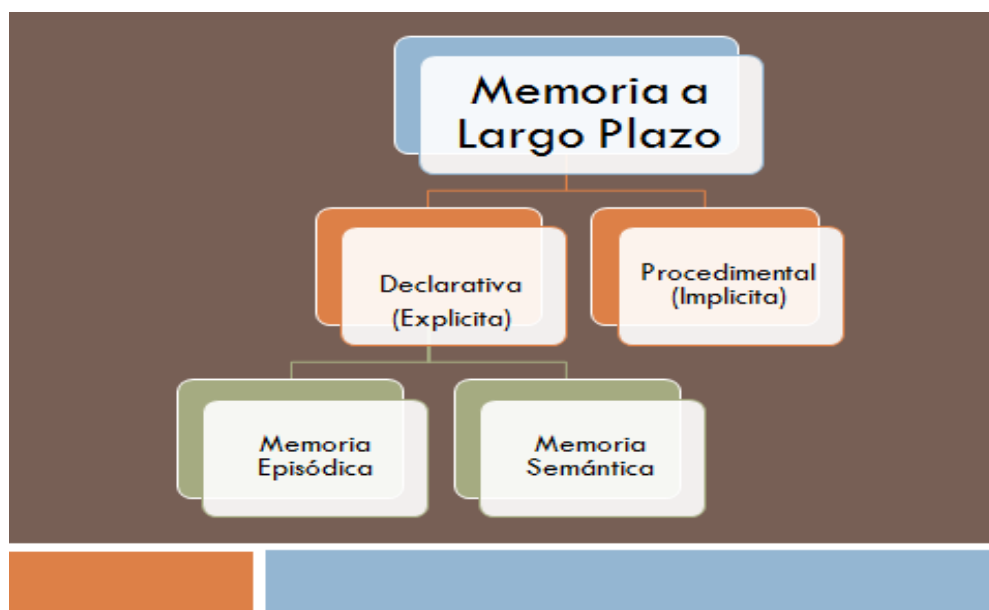 Memoria a
Largo Plazo
Declarativa
(Explicita)
Procedimental
(Implicita)
Memoria
Episódica
Memoria
Semántica